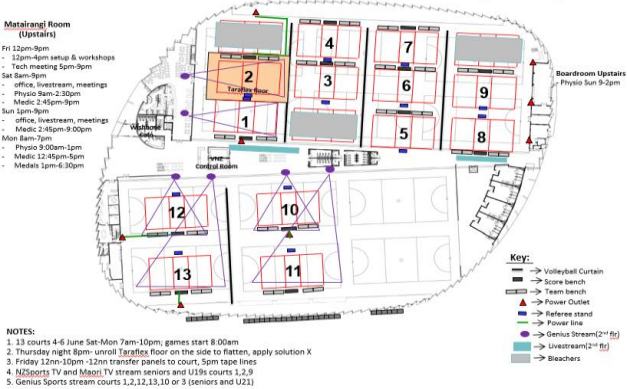 Matairangi Room
(Upstairs)
Fri 12pm-9pm
- 12pm-4pm setup & workshops
- Tech meeting 5pm-9pm
Sat 8am-9pm
- office, livestream, meetings
- Physio 9am-2:30pm
- Medic 2:45pm-9pm
Sun 1pm-9pm
- office, livestream, meetings
- Medic 2:45pm-9:00pm
Mon 8am-7pm
- Physio 9:00am-1pm
- Medic 12:45pm-5pm
- Medals 1pm-6:30pm
4
7
2
Taraflex floor
3
6
9
1
5
8
Boardroom Upstairs
- Physio Sun 9-2pm
VNZ
Control Room
12
10
13
11
Key:
Volleyball Curtain
Score bench
Team bench
Power Outlet
Referee stand
Power line
Genius Stream(2nd flr)
Livestream(2nd flr)
Bleachers
NOTES:
1. 13 courts 4-6 June Sat-Mon 7am-10pm; games start 8:00am
2. Thursday night 8pm- unroll Taraflex floor on the side to flatten, apply solution X
3. Friday 12nn-10pm -12nn transfer panels to court, 5pm tape lines
4. NZSports TV and Maori TV stream seniors and U19s courts 1,2,9
5. Genius Sports stream courts 1,2,12,13,10 or 3 (seniors and U21)